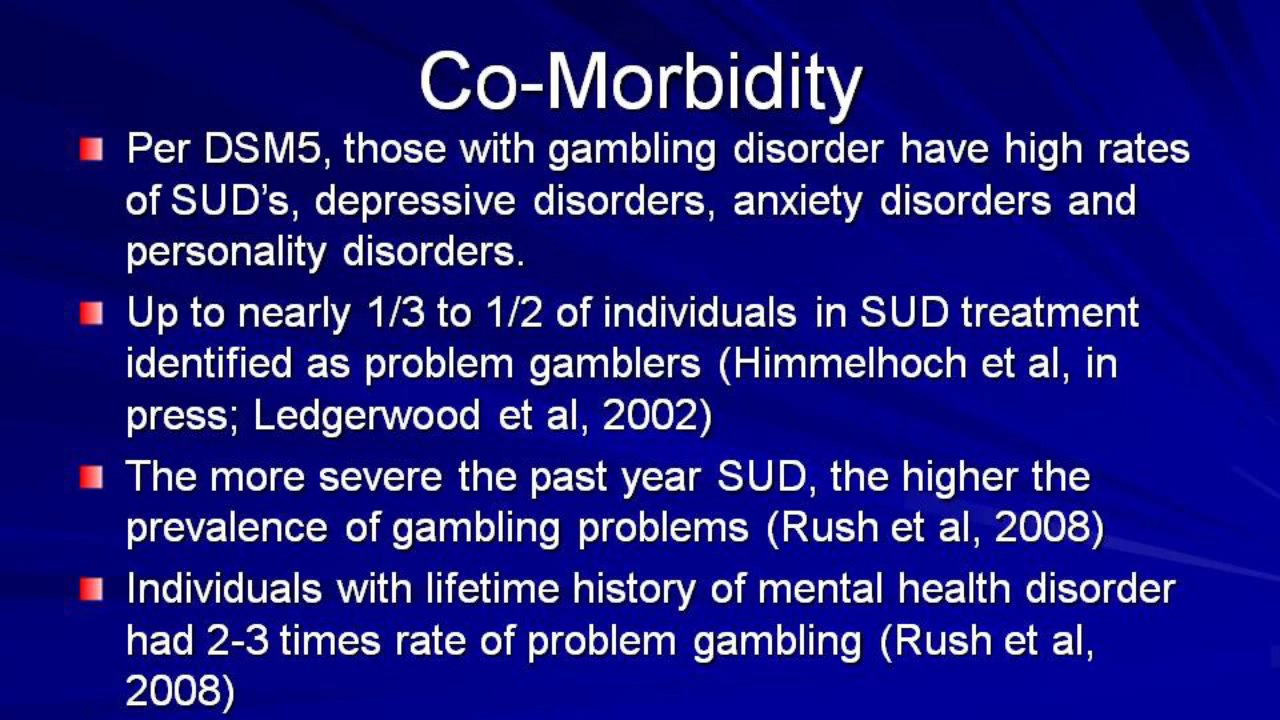 Co-Morbidity
Per DSM5, those with gambling disorder have high rates
of SUD's, depressive disorders, anxiety disorders and
personality disorders.
Up to nearly 1/3 to 1/2 of individuals in SUD treatment
identified as problem gamblers (Himmelhoch et al, in
press; Ledgerwood et al, 2002)
The more severe the past year SUD, the higher the
prevalence of gambling problems (Rush et al, 2008)
Individuals with lifetime history of mental health disorder
had 2-3 times rate of problem gambling (Rush et al,
2008)